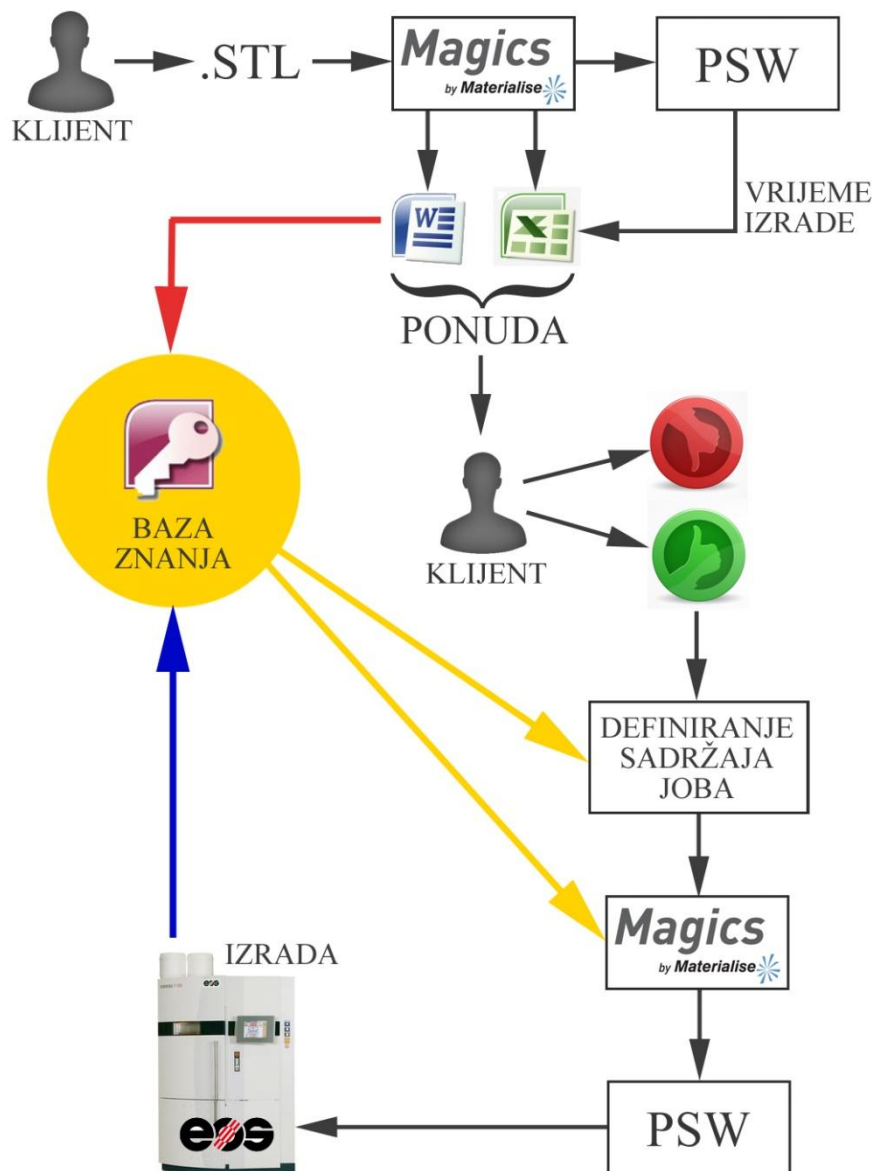 KLIJENT
.STL
Magics
by Materialise
PSW
VRIJEME
IZRADE
W
X
PONUDA
BAZA
ZNANJA
KLIJENT
DEFINIRANJE
SADRŽAJA
JOBA
Magics
by Materialise
IZRADA
eos
eos
PSW